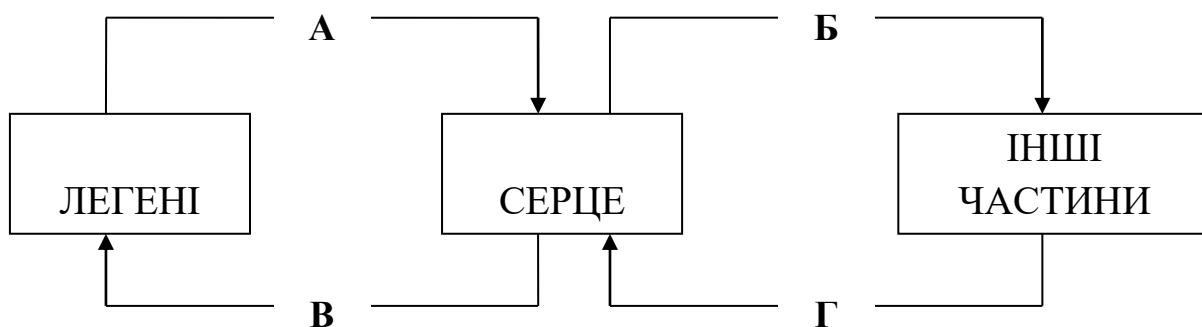 А
Б
ЛЕГЕНІ
СЕРЦЕ
ІНШІ
ЧАСТИНИ
В
Г